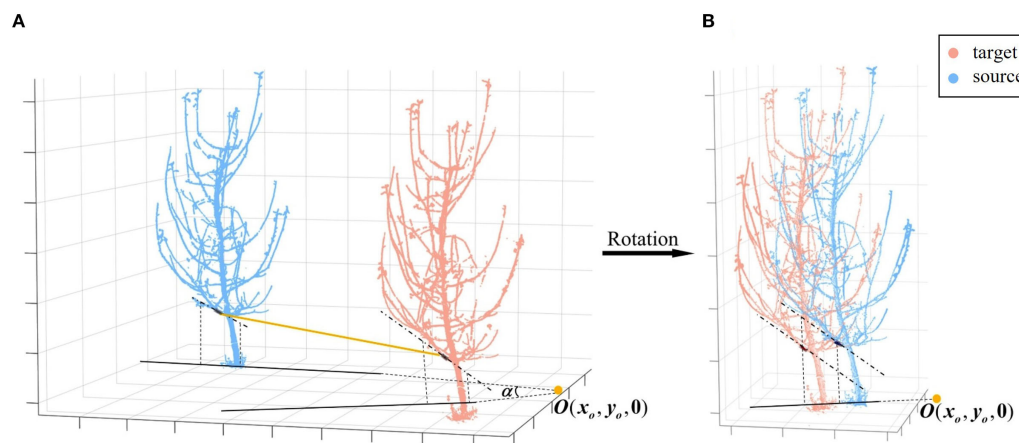 A
B
target
source
Rotation
α
O(xₒ, yₒ,0)
O(xₒ, yₒ,0)